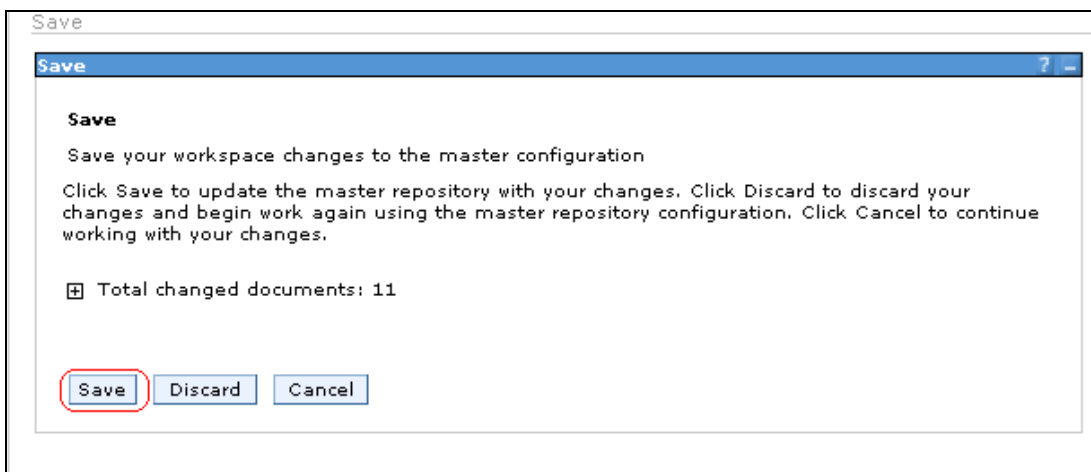 Save
Save ? _
Save
Save your workspace changes to the master configuration
Click Save to update the master repository with your changes. Click Discard to discard your
changes and begin work again using the master repository configuration. Click Cancel to continue
working with your changes.
Total changed documents: 11
Save Discard Cancel